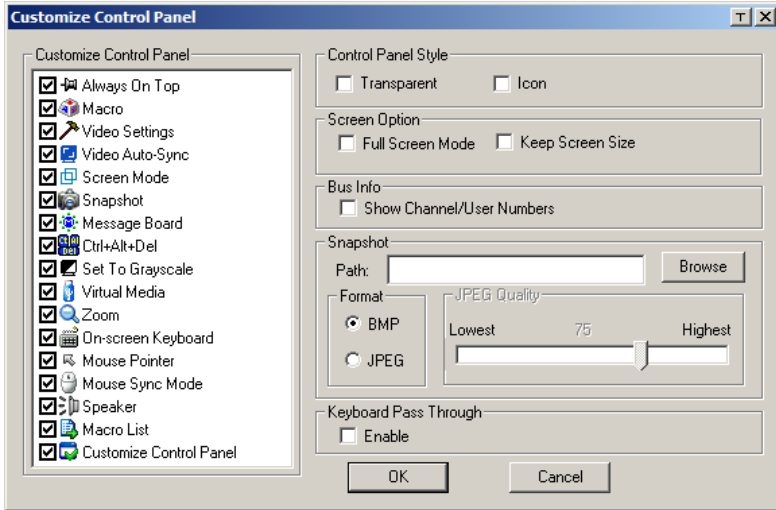 Customize Control Panel
Customize Control Panel
Always On Top
Macro
Video Settings
Video Auto-Sync
Screen Mode
Snapshot
Message Board
Ctrl+Alt+Del
Set To Grayscale
Virtual Media
Zoom
On-screen Keyboard
Mouse Pointer
Mouse Sync Mode
Speaker
Macro List
Customize Control Panel
Control Panel Style
Transparent Icon
Screen Option
Full Screen Mode Keep Screen Size
Bus Info
Show Channel/User Numbers
Snapshot
Path: Browse
Format
BMP
JPEG
JPEG Quality
Lowest 75 Highest
Keyboard Pass Through
Enable
OK Cancel